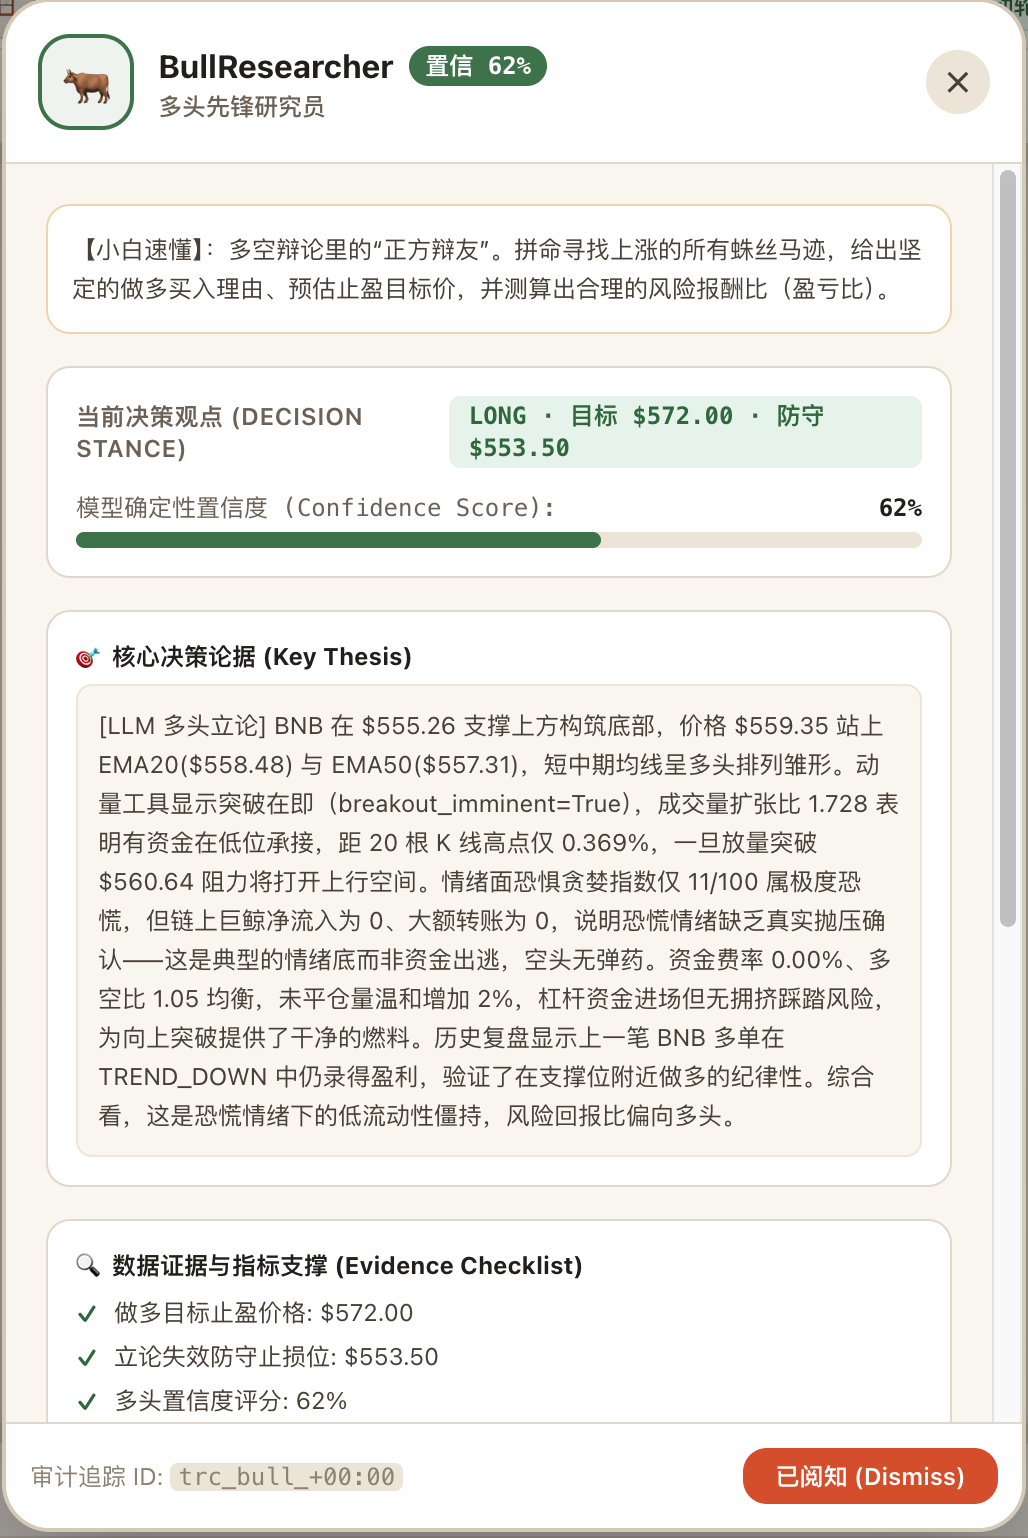 BullResearcher 置信 62%
多头先锋研究员
【小白速懂】：多空辩论里的“正方辩友”。拼命寻找上涨的所有蛛丝马迹，给出坚
定的做多买入理由、预估止盈目标价，并测算出合理的风险报酬比（盈亏比）。
当前决策观点 (DECISION
STANCE)
LONG · 目标 $572.00 · 防守
$553.50
模型确定性置信度 (Confidence Score): 62%
核心决策论据 (Key Thesis)
[LLM 多头立论] BNB 在 $555.26 支撑上方构筑底部，价格 $559.35 站上
EMA20($558.48) 与 EMA50($557.31)，短中期均线呈多头排列雏形。动
量工具显示突破在即（breakout_imminent=True），成交量扩张比 1.728 表
明有资金在低位承接，距 20 根 K 线高点仅 0.369%，一旦放量突破
$560.64 阻力将打开上行空间。情绪面恐惧贪婪指数仅 11/100 属极度恐
慌，但链上巨鲸净流入为 0、大额转账为 0，说明恐慌情绪缺乏真实抛压确
认——这是典型的情绪底而非资金出逃，空头无弹药。资金费率 0.00%、多
空比 1.05 均衡，未平仓量温和增加 2%，杠杆资金进场但无拥挤踩踏风险，
为向上突破提供了干净的燃料。历史复盘显示上一笔 BNB 多单在
TREND_DOWN 中仍录得盈利，验证了在支撑位附近做多的纪律性。综合
看，这是恐慌情绪下的低流动性僵持，风险回报比偏向多头。
数据证据与指标支撑 (Evidence Checklist)
做多目标止盈价格: $572.00
立论失效防守止损位: $553.50
多头置信度评分: 62%
审计追踪 ID: trc_bull_+00:00
已阅知 (Dismiss)